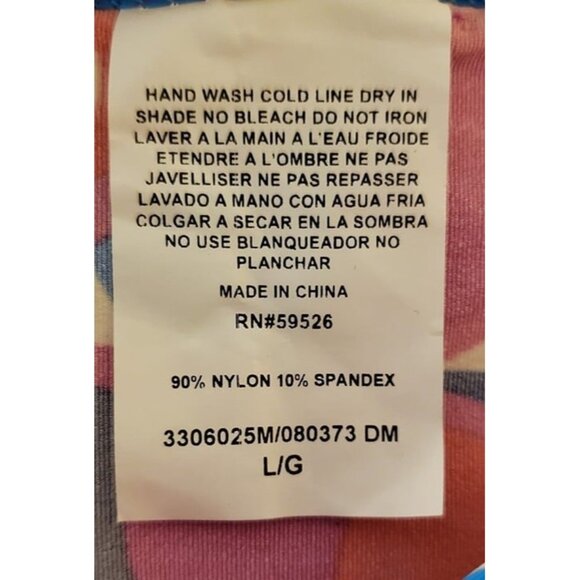 HAND WASH COLD LINE DRY IN
SHADE NO BLEACH DO NOT IRON
LAVER A LA MAIN A L'EAU FROIDE
ETENDRE A L'OMBRE NE PAS
JAVELLISER NE PAS REPASSER
LAVADO A MANO CON AGUA FRIA
COLGAR A SECAR EN LA SOMBRA
NO USE BLANQUEADOR NO
PLANCHAR
MADE IN CHINA
RN#59526
90% NYLON 10% SPANDEX
3306025M/080373 DM
L/G